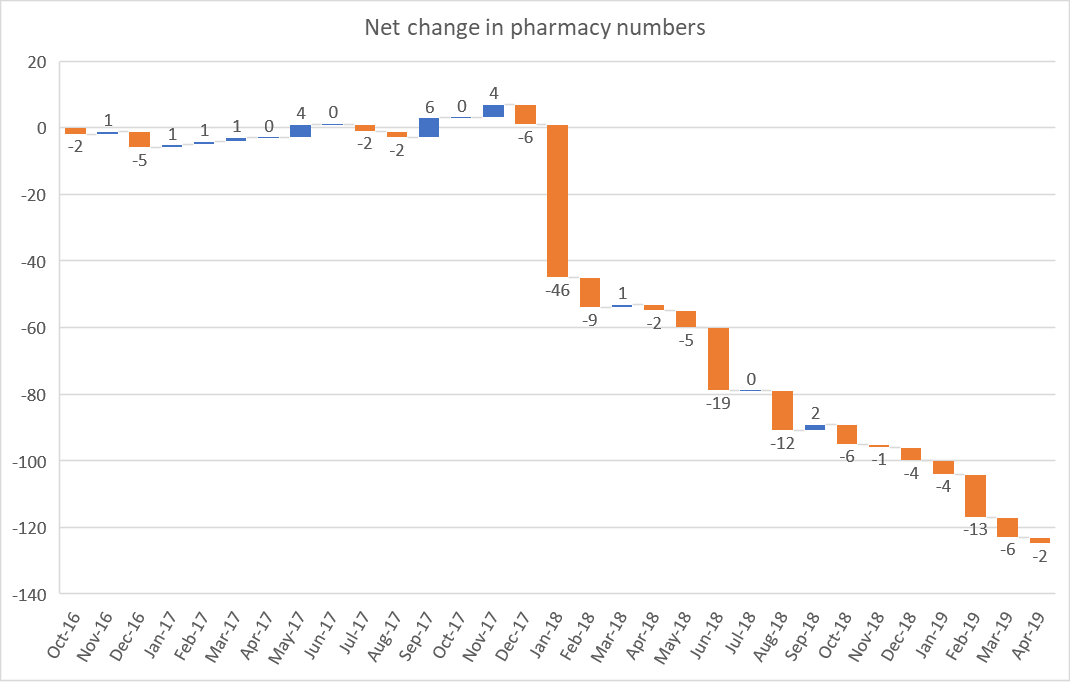 Net change in pharmacy numbers
20
0
-20
-40
-60
-80
-100
-120
-140
-2
1
-5
1
1
1
0
4
0
-2
-2
6
0
4
-6
-46
-9
1
-2
-5
-19
0
-12
2
-6
-1
-4
-4
-13
-6
-2
Oct-16
Nov-16
Dec-16
Jan-17
Feb-17
Mar-17
Apr-17
May-17
Jun-17
Jul-17
Aug-17
Sep-17
Oct-17
Nov-17
Dec-17
Jan-18
Feb-18
Mar-18
Apr-18
May-18
Jun-18
Jul-18
Aug-18
Sep-18
Oct-18
Nov-18
Dec-18
Jan-19
Feb-19
Mar-19
Apr-19